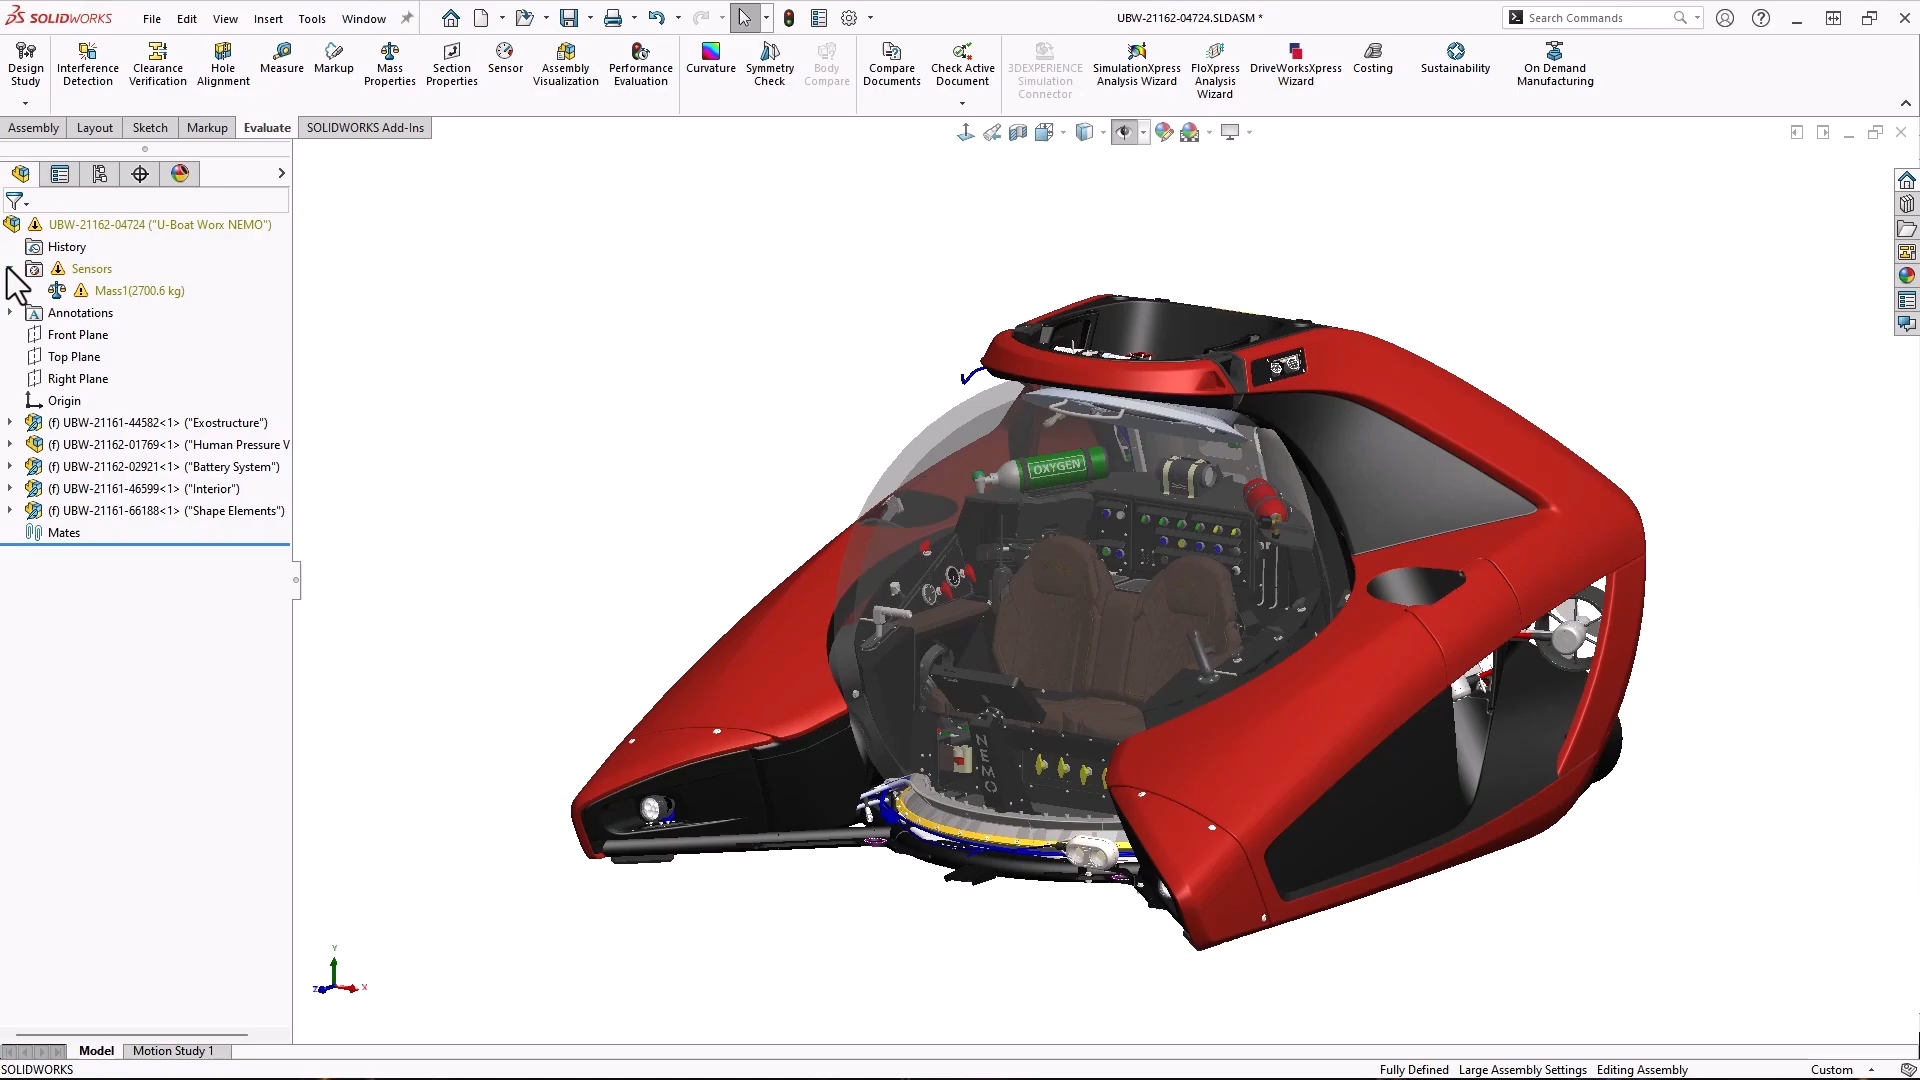 SOLIDWORKS
File
Edit
View
Insert
Tools
Window
UBW-21162-04724.SLDASM *
Search Commands
Design
Study
Interference
Detection
Clearance
Verification
Hole
Alignment
Measure
Markup
Mass
Properties
Section
Properties
Sensor
Assembly
Visualization
Performance
Evaluation
Curvature
Symmetry
Check
Body
Compare
Compare
Documents
Check Active
Document
3DEXPERIENCE
Simulation
Connector
SimulationXpress
Analysis Wizard
FloXpress
Analysis
Wizard
DriveWorksXpress
Wizard
Costing
Sustainability
On Demand
Manufacturing
Assembly
Layout
Sketch
Markup
Evaluate
SOLIDWORKS Add-Ins
UBW-21162-04724 ("U-Boat Worx NEMO")
History
Sensors
Mass1(2700.6 kg)
A Annotations
Front Plane
Top Plane
Right Plane
Origin
(f) UBW-21161-44582<1> ("Exostructure")
(f) UBW-21162-01769<1> ("Human Pressure V
(f) UBW-21162-02921<1> ("Battery System")
(f) UBW-21161-46599<1> ("Interior")
(f) UBW-21161-66188<1> ("Shape Elements")
Mates
OXYGEN
NEMO
Y
Z
X
Model
Motion Study 1
SOLIDWORKS
Fully Defined
Large Assembly Settings
Editing Assembly
Custom